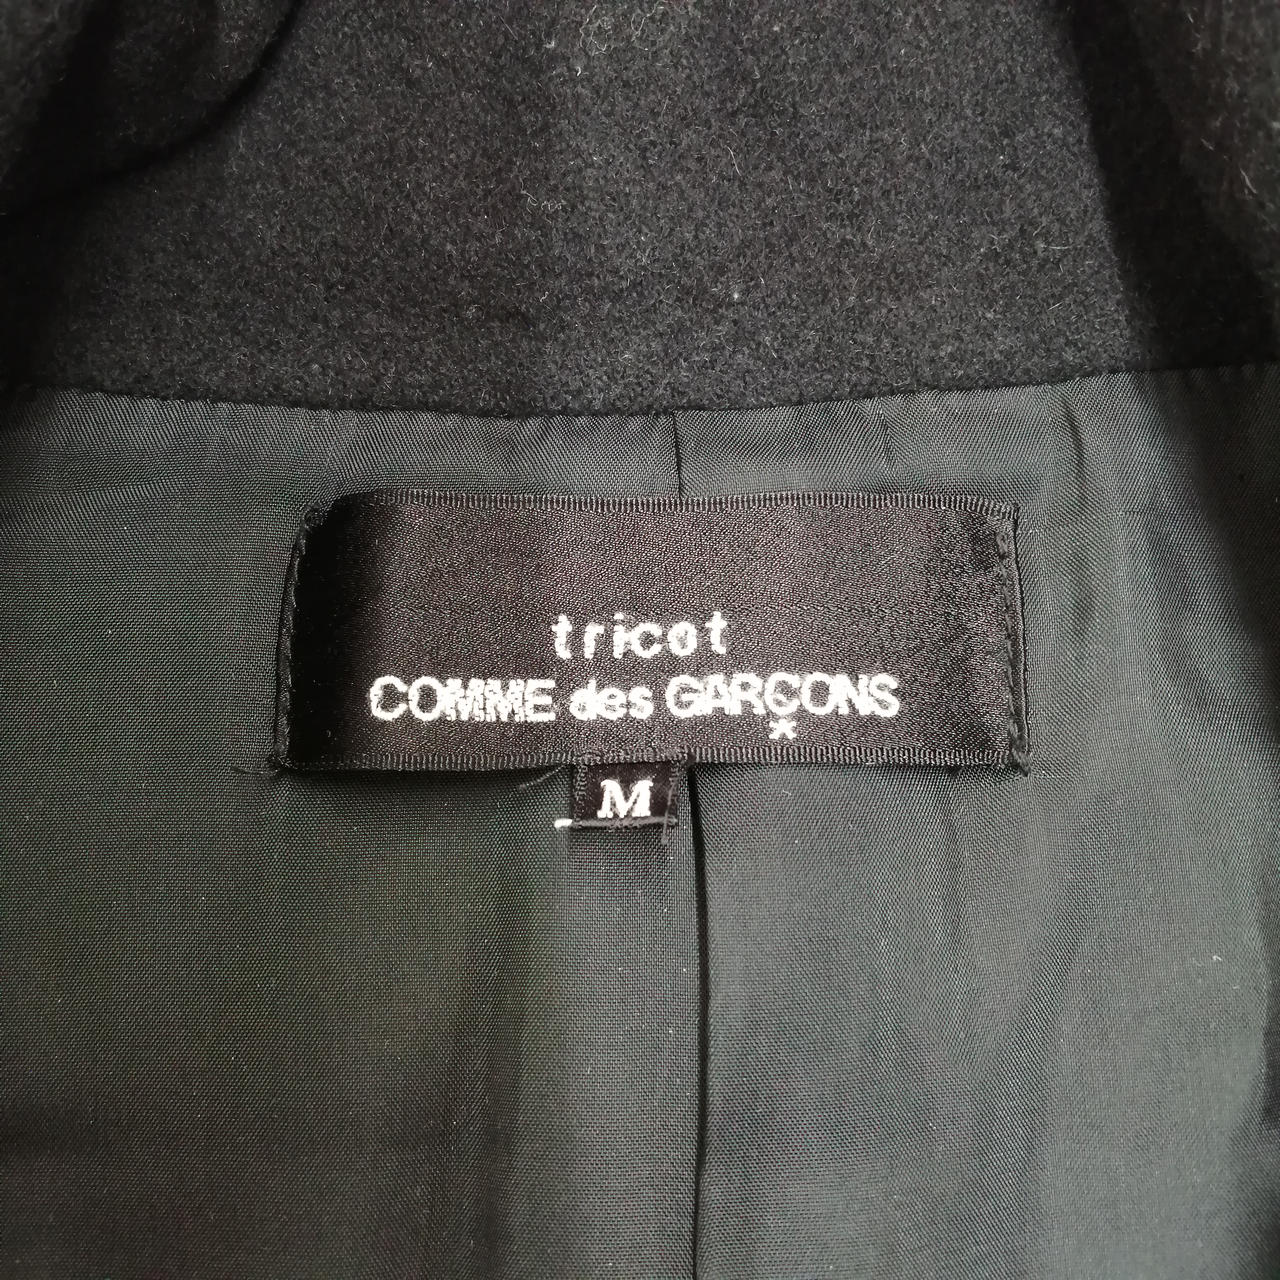 tricot
COMME des GARÇONS
*
M